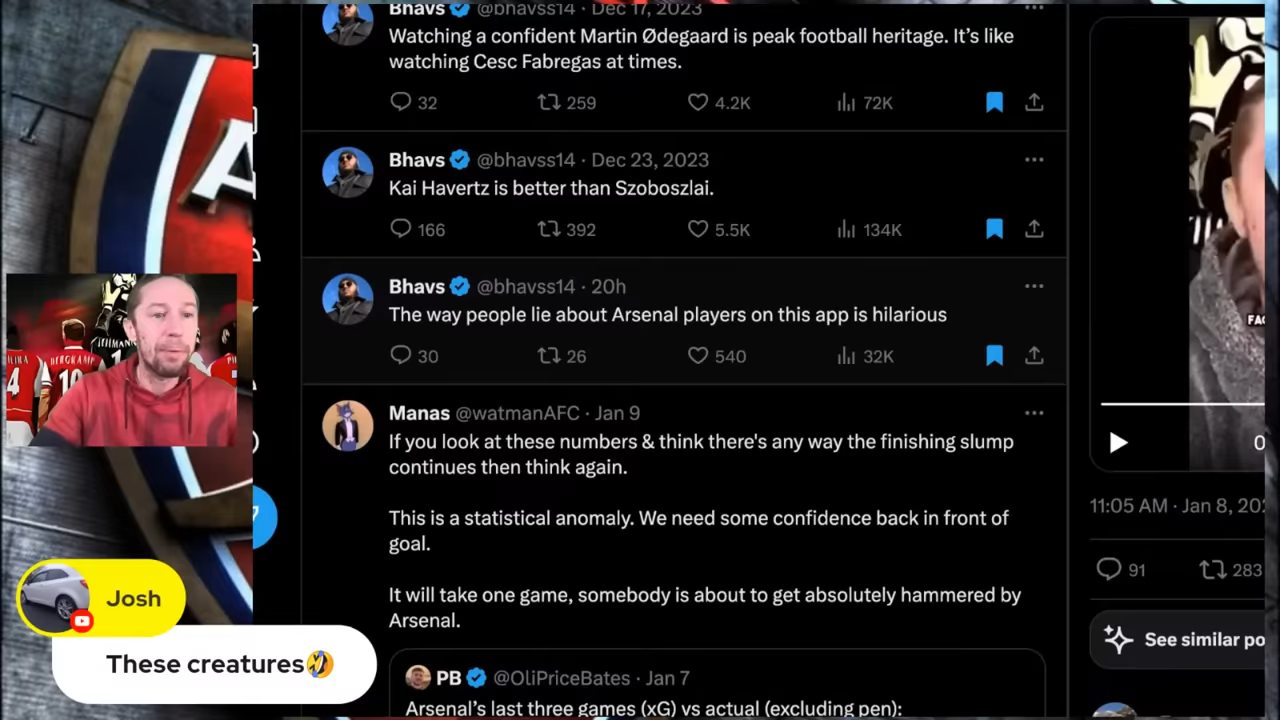 Bhavs @bhavss14 · Dec 17, 2023
Watching a confident Martin Ødegaard is peak football heritage. It’s like
watching Cesc Fabregas at times.
32 259 4.2K 72K
Bhavs @bhavss14 · Dec 23, 2023
Kai Havertz is better than Szoboszlai.
166 392 5.5K 134K
Bhavs @bhavss14 · 20h
The way people lie about Arsenal players on this app is hilarious
30 26 540 32K
Manas @watmanAFC · Jan 9
If you look at these numbers & think there's any way the finishing slump
continues then think again.
This is a statistical anomaly. We need some confidence back in front of
goal.
It will take one game, somebody is about to get absolutely hammered by
Arsenal.
PB @OliPriceBates · Jan 7
Arsenal’s last three games (xG) vs actual (excluding pen):
A
4
BERGKAMP
10
Josh
These creatures🤣
11:05 AM · Jan 8, 20
91 283
See similar po